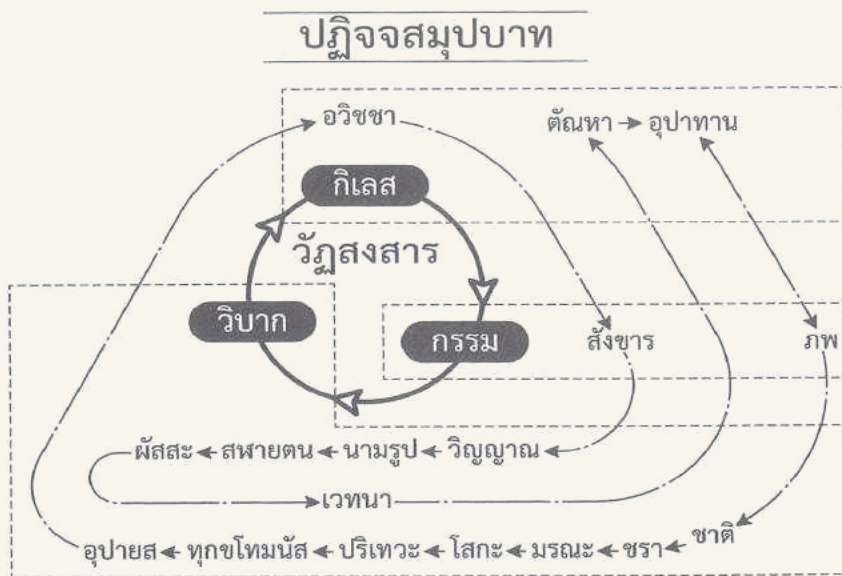 ปฏิจจสมุปบาท
อวิชชา
ตัณหา อุปาทาน
กิเลส
วัฏสงสาร
วิบาก
กรรม
สังขาร
ภพ
ผัสสะ สฬายตน นามรูป วิญญาณ
เวทนา
อุปายส ทุกขโทมนัส ปริเทวะ โสกะ มรณะ ชรา ชาติ